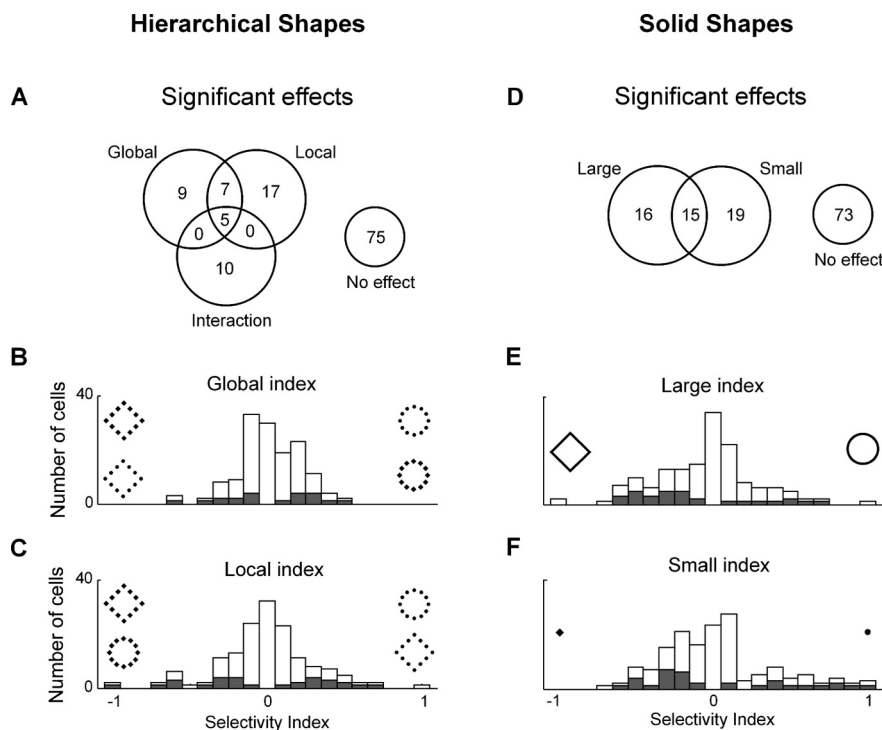 Hierarchical Shapes
Solid Shapes
A
Significant effects
Global
Local
9
7
17
5
0
0
10
75
No effect
Interaction
D
Significant effects
Large
Small
16
15
19
73
No effect
B
Global index
40
Number of cells
0
E
Large index
C
Local index
40
Number of cells
0
-1
0
1
Selectivity Index
F
Small index
-1
0
1
Selectivity Index